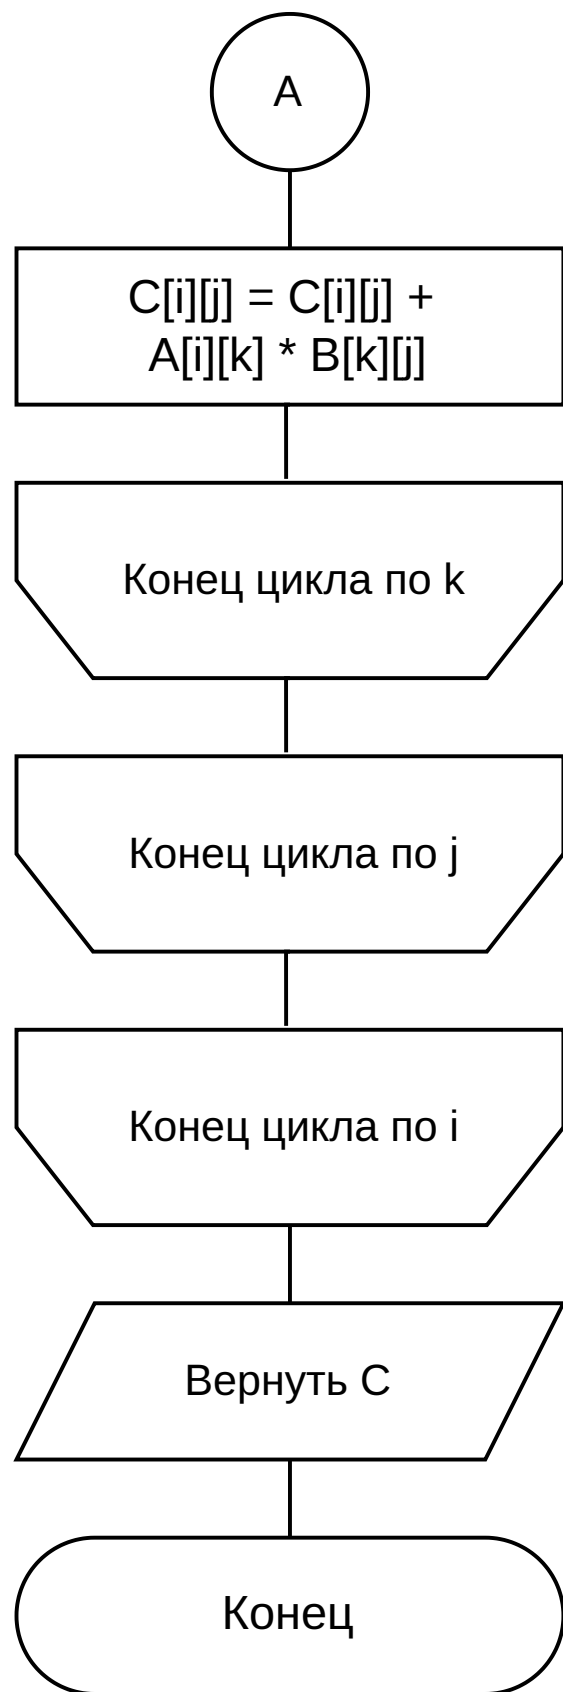 A
C[i][j] = C[i][j] +
A[i][k] * B[k][j]
Конец цикла по k
Конец цикла по j
Конец цикла по i
Вернуть C
Конец